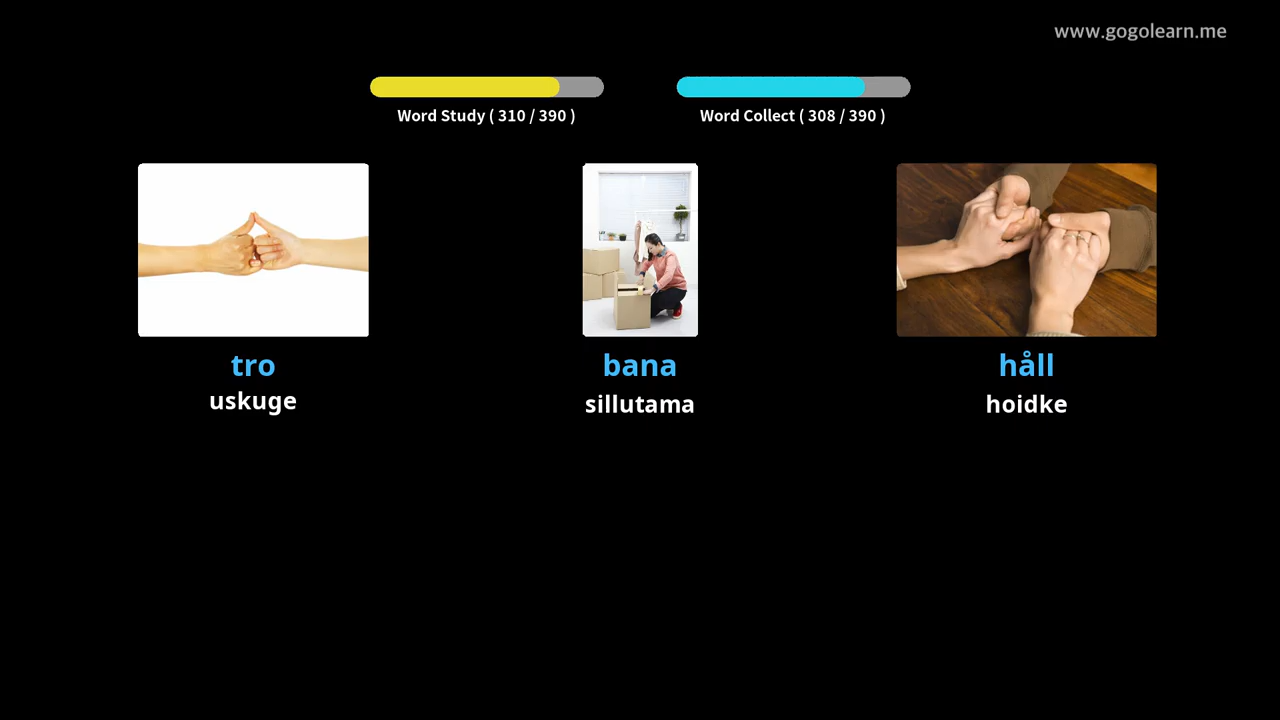 www.gogolearn.me
Word Study ( 310 / 390 )
Word Collect ( 308 / 390 )
tro
uskuge
bana
sillutama
håll
hoidke